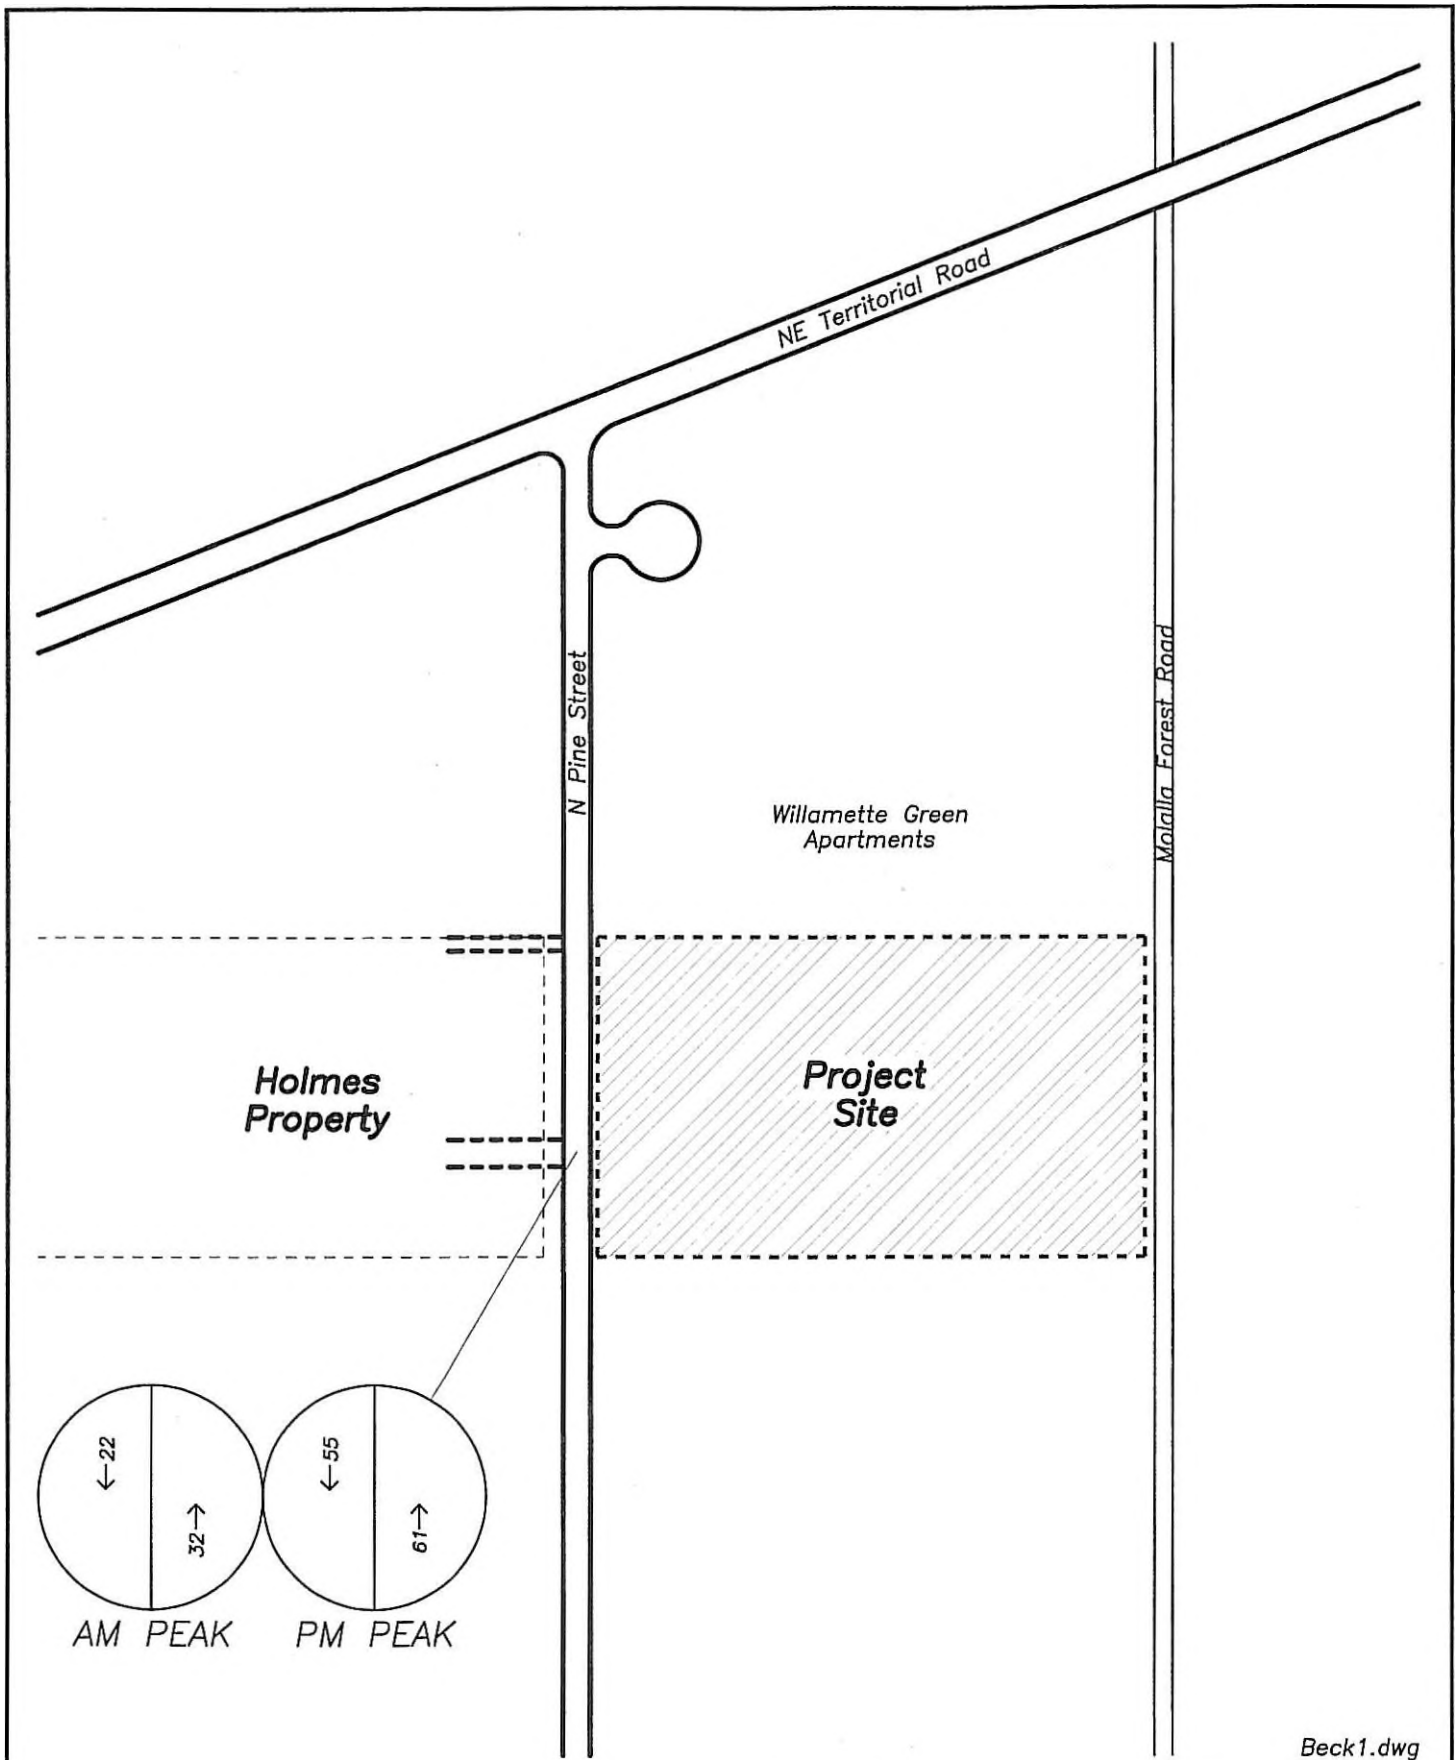 NE Territorial Road
N Pine Street
Molalla Forest Road
Willamette Green
Apartments
Holmes
Property
Project
Site
←22
32→
←55
61→
AM PEAK
PM PEAK
Beck1.dwg